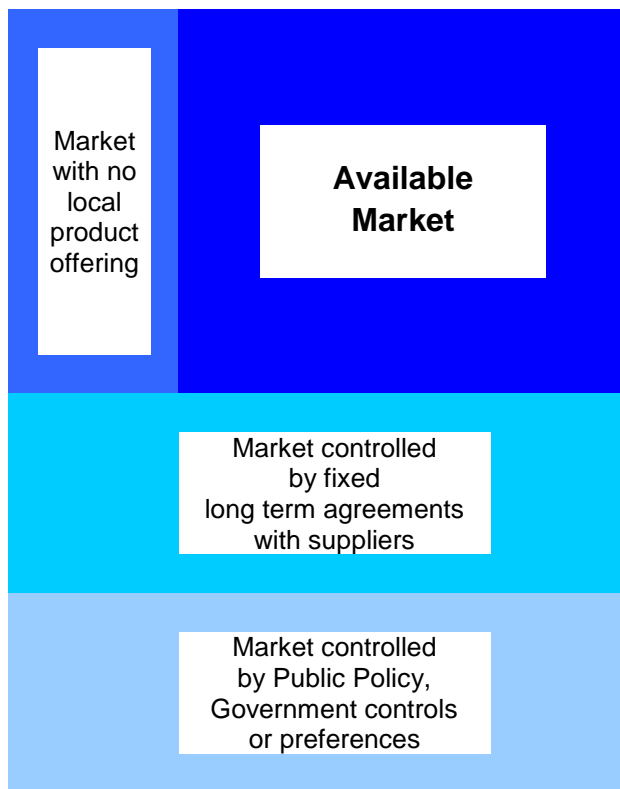 Market
with no
local
product
offering
Available
Market
Market controlled
by fixed
long term agreements
with suppliers
Market controlled
by Public Policy,
Government controls
or preferences